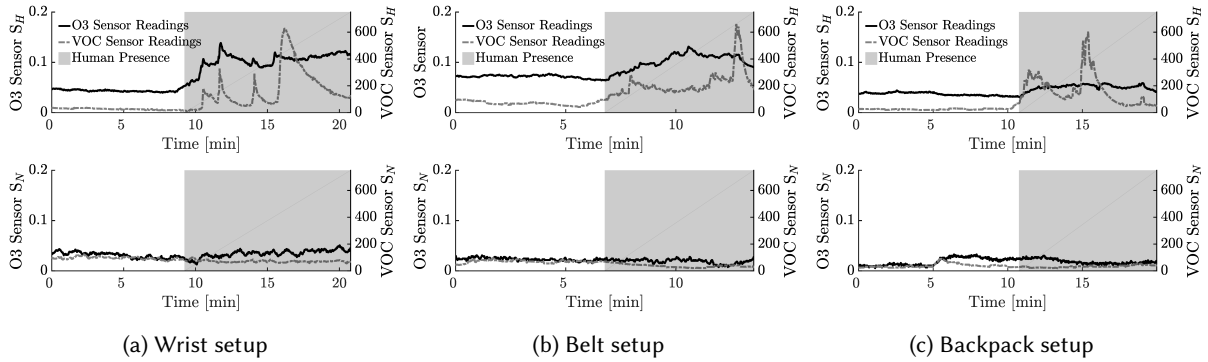 O3 Sensor Readings
VOC Sensor Readings
Human Presence
0.2
0.1
0
600
400
200
0
0 5 10 15 20
Time [min]
O3 Sensor S_H
VOC Sensor S_H
0.2
0.1
0
600
400
200
0
0 5 10 15 20
Time [min]
O3 Sensor S_N
VOC Sensor S_N
(a) Wrist setup
O3 Sensor Readings
VOC Sensor Readings
Human Presence
0.2
0.1
0
600
400
200
0
0 5 10
Time [min]
O3 Sensor
VOC Sensor S_H
0.2
0.1
0
600
400
200
0
0 5 10
Time [min]
O3 Sensor S_N
VOC Sensor S_N
(b) Belt setup
O3 Sensor Readings
VOC Sensor Readings
Human Presence
0.2
0.1
0
600
400
200
0
0 5 10 15
Time [min]
O3 Sensor S_H
VOC Sensor S_H
0.2
0.1
0
600
400
200
0
0 5 10 15
Time [min]
O3 Sensor S_N
VOC Sensor S_N
(c) Backpack setup